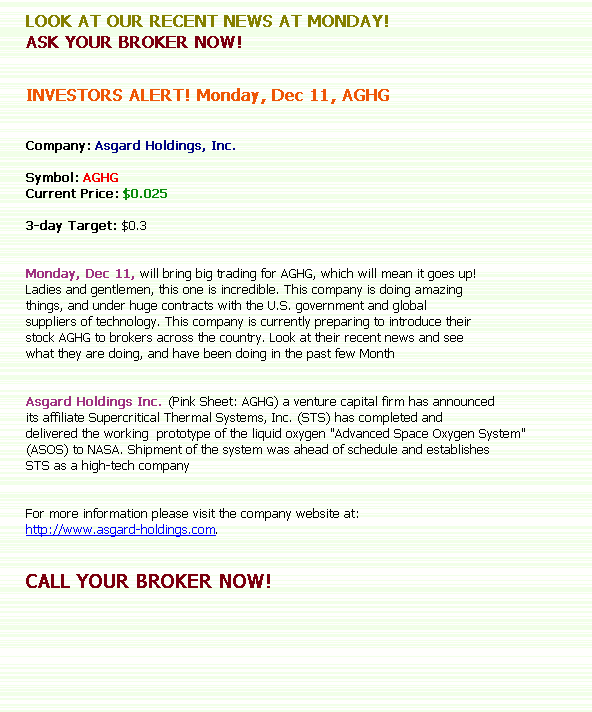 LOOK AT OUR RECENT NEWS AT MONDAY!
ASK YOUR BROKER NOW!
INVESTORS ALERT! Monday, Dec 11, AGHG
Company: Asgard Holdings, Inc.
Symbol: AGHG
Current Price: $0.025
3-day Target: $0.3
Monday, Dec 11, will bring big trading for AGHG, which will mean it goes up!
Ladies and gentlemen, this one is incredible. This company is doing amazing
things, and under huge contracts with the U.S. government and global
suppliers of technology. This company is currently preparing to introduce their
stock AGHG to brokers across the country. Look at their recent news and see
what they are doing, and have been doing in the past few Month
Asgard Holdings Inc. (Pink Sheet: AGHG) a venture capital firm has announced
its affiliate Supercritical Thermal Systems, Inc. (STS) has completed and
delivered the working prototype of the liquid oxygen "Advanced Space Oxygen System"
(ASOS) to NASA. Shipment of the system was ahead of schedule and establishes
STS as a high-tech company
For more information please visit the company website at:
http://www.asgard-holdings.com.
CALL YOUR BROKER NOW!